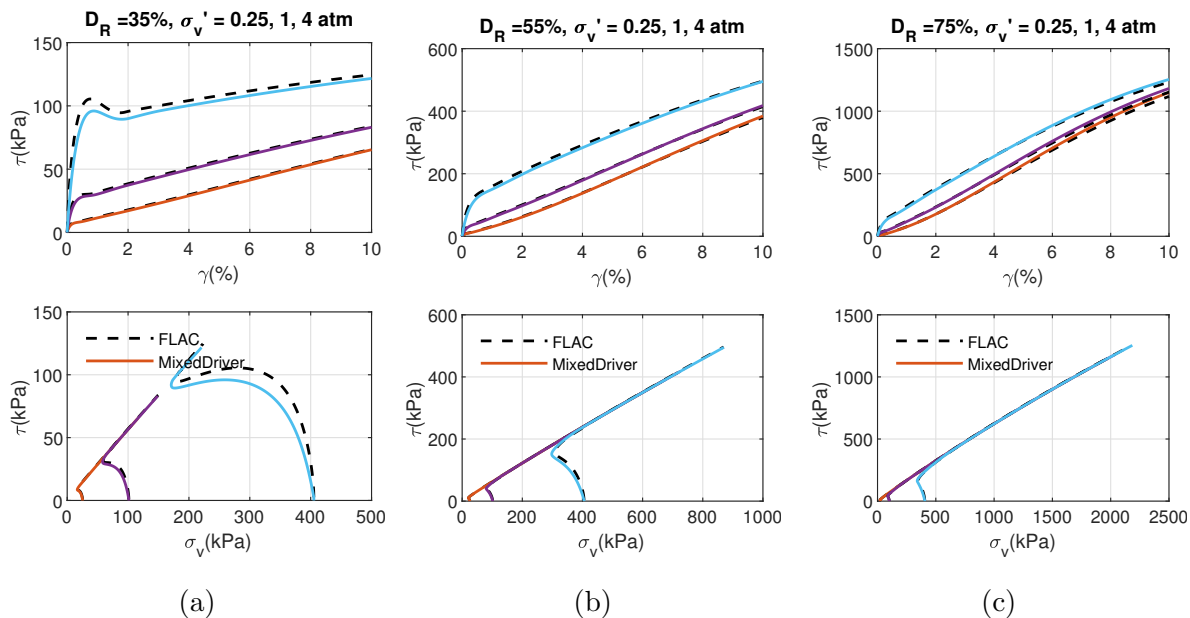 D_R =35%, σ_v' = 0.25, 1, 4 atm
D_R =55%, σ_v' = 0.25, 1, 4 atm
D_R =75%, σ_v' = 0.25, 1, 4 atm
τ(kPa)
150
100
50
0
0 2 4 6 8 10
γ(%)
τ(kPa)
600
400
200
0
0 2 4 6 8 10
γ(%)
τ(kPa)
1500
1000
500
0
0 2 4 6 8 10
γ(%)
τ(kPa)
150
100
50
0
FLAC
MixedDriver
0 100 200 300 400 500
σ_v(kPa)
τ(kPa)
600
400
200
0
FLAC
MixedDriver
0 200 400 600 800 1000
σ_v(kPa)
τ(kPa)
1500
1000
500
0
FLAC
MixedDriver
0 500 1000 1500 2000 2500
σ_v(kPa)
(a)
(b)
(c)